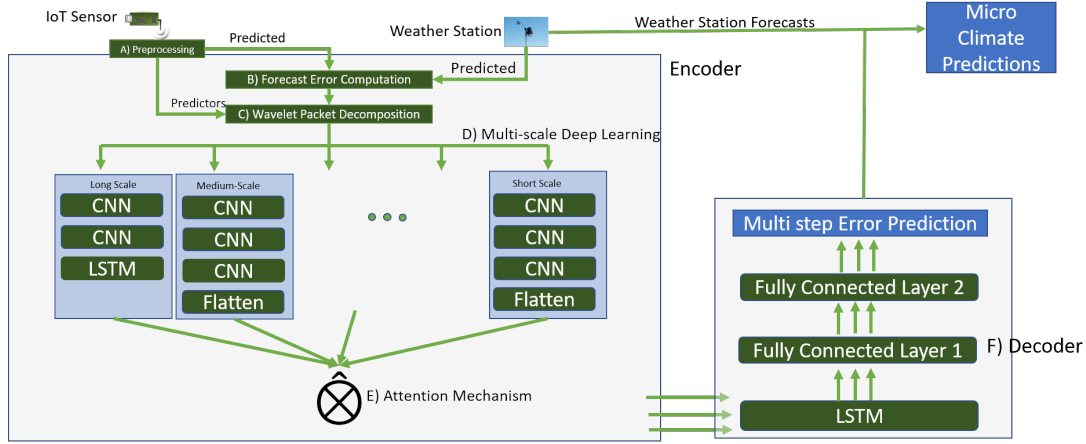 IoT Sensor
A) Preprocessing
Predicted
Weather Station
Weather Station Forecasts
Micro
Climate
Predictions
Encoder
B) Forecast Error Computation
Predicted
Predictors
C) Wavelet Packet Decomposition
D) Multi-scale Deep Learning
Long Scale
CNN
CNN
LSTM
Medium-Scale
CNN
CNN
CNN
Flatten
Short Scale
CNN
CNN
CNN
Flatten
E) Attention Mechanism
Multi step Error Prediction
Fully Connected Layer 2
Fully Connected Layer 1
F) Decoder
LSTM